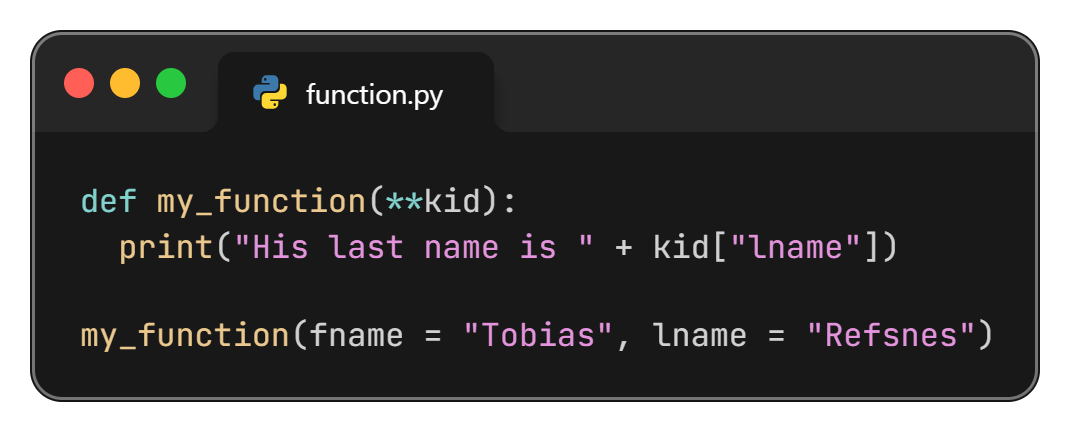 function.py
def my_function(**kid):
  print("His last name is " + kid["lname"])
my_function(fname = "Tobias", lname = "Refsnes")